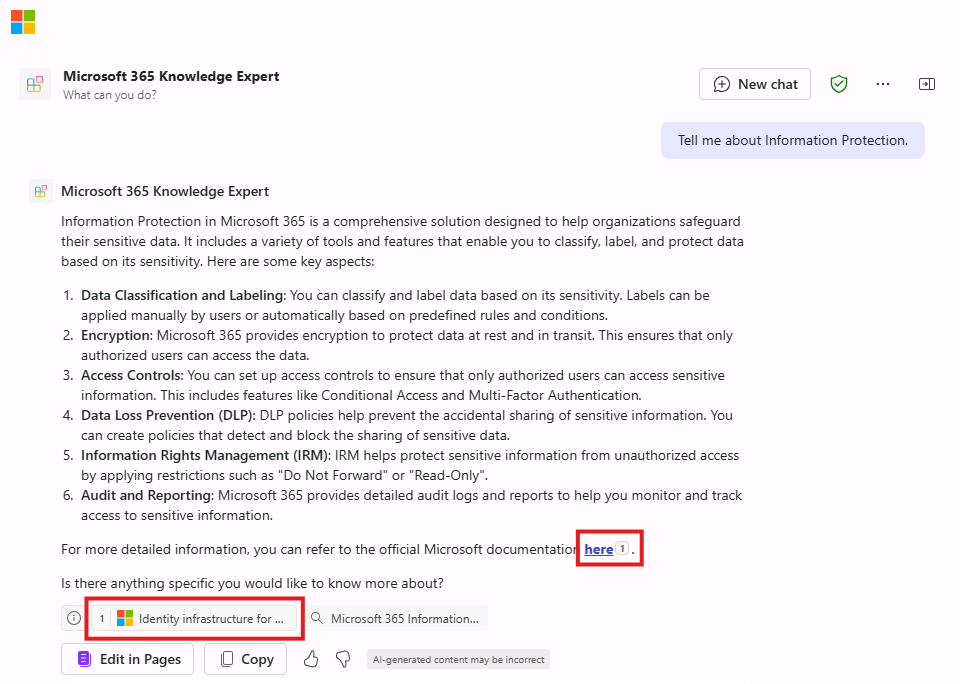 Microsoft 365 Knowledge Expert
What can you do?
New chat
Tell me about Information Protection.
Microsoft 365 Knowledge Expert
Information Protection in Microsoft 365 is a comprehensive solution designed to help organizations safeguard
their sensitive data. It includes a variety of tools and features that enable you to classify, label, and protect data
based on its sensitivity. Here are some key aspects:
1. Data Classification and Labeling: You can classify and label data based on its sensitivity. Labels can be
applied manually by users or automatically based on predefined rules and conditions.
2. Encryption: Microsoft 365 provides encryption to protect data at rest and in transit. This ensures that only
authorized users can access the data.
3. Access Controls: You can set up access controls to ensure that only authorized users can access sensitive
information. This includes features like Conditional Access and Multi-Factor Authentication.
4. Data Loss Prevention (DLP): DLP policies help prevent the accidental sharing of sensitive information. You
can create policies that detect and block the sharing of sensitive data.
5. Information Rights Management (IRM): IRM helps protect sensitive information from unauthorized access
by applying restrictions such as "Do Not Forward" or "Read-Only".
6. Audit and Reporting: Microsoft 365 provides detailed audit logs and reports to help you monitor and track
access to sensitive information.
For more detailed information, you can refer to the official Microsoft documentation here 1 .
Is there anything specific you would like to know more about?
1 Identity infrastructure for ... Microsoft 365 Information...
Edit in Pages Copy AI-generated content may be incorrect